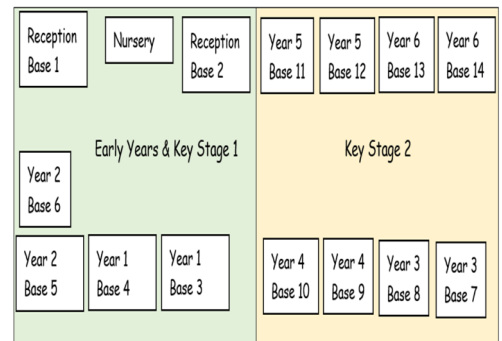 Reception
Base 1
Nursery
Reception
Base 2
Year 5
Base 11
Year 5
Base 12
Year 6
Base 13
Year 6
Base 14
Early Years & Key Stage 1
Key Stage 2
Year 2
Base 6
Year 2
Base 5
Year 1
Base 4
Year 1
Base 3
Year 4
Base 10
Year 4
Base 9
Year 3
Base 8
Year 3
Base 7